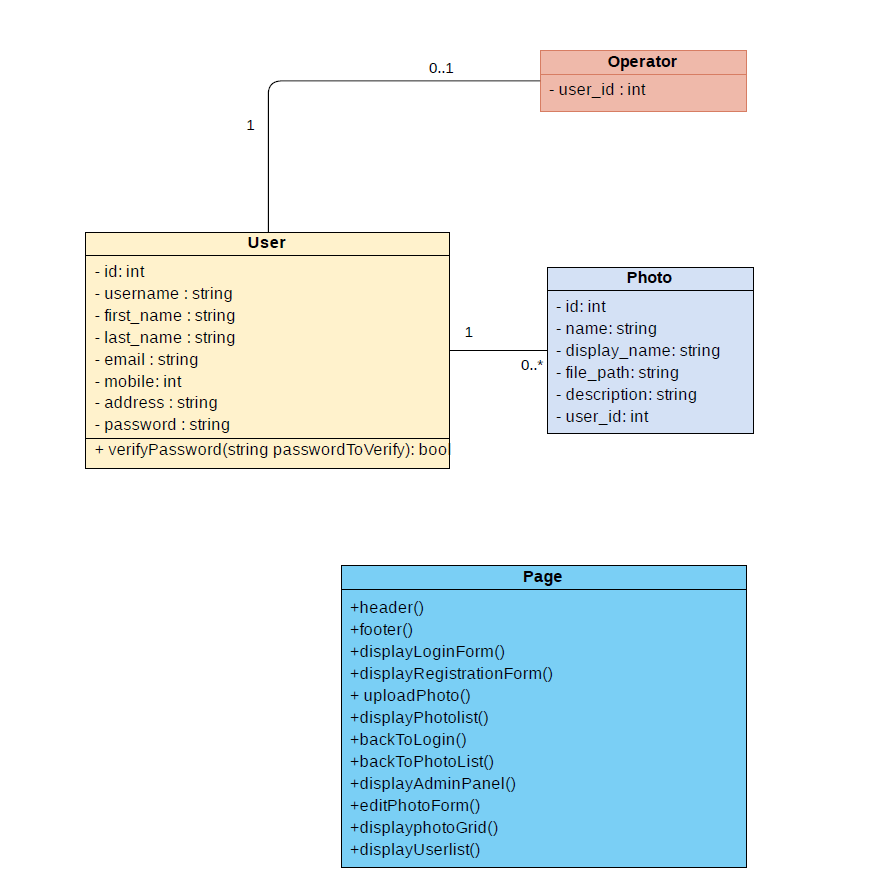 0..1
1
Operator
- user_id : int
User
- id: int
- username : string
- first_name : string
- last_name : string
- email : string
- mobile: int
- address : string
- password : string
+ verifyPassword(string passwordToVerify): bool
1
0..*
Photo
- id: int
- name: string
- display_name: string
- file_path: string
- description: string
- user_id: int
Page
+header()
+footer()
+displayLoginForm()
+displayRegistrationForm()
+ uploadPhoto()
+displayPhotolist()
+backToLogin()
+backToPhotoList()
+displayAdminPanel()
+editPhotoForm()
+displayphotoGrid()
+displayUserlist()